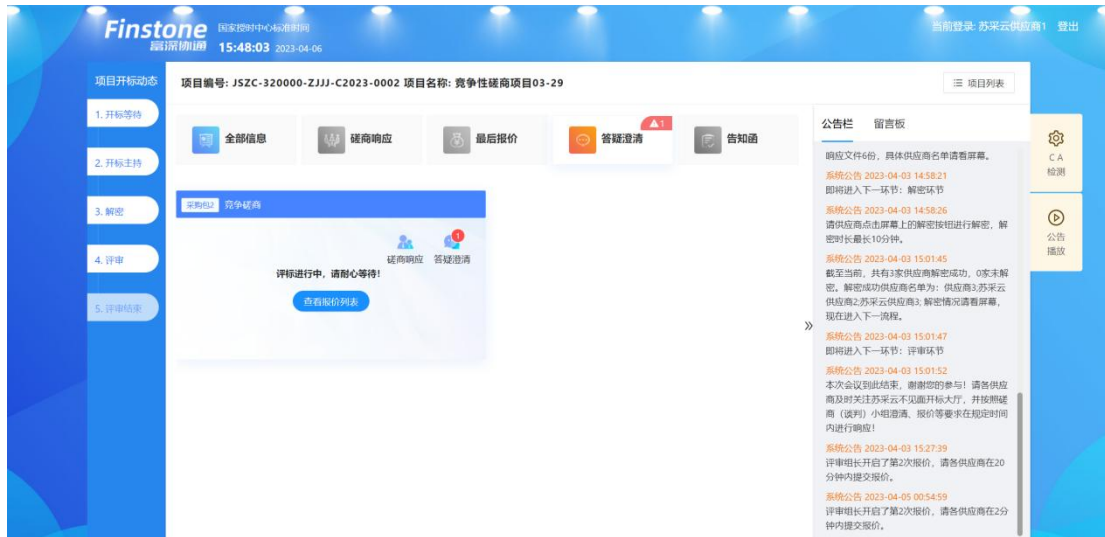 Finstone
富深协通
国家授时中心标准时间
15:48:03 2023-04-06
当前登录: 苏采云供应商1 登出
项目开标动态
1. 开标等待
2. 开标主持
3. 解密
4. 评审
5. 评审结束
项目编号: JSZC-320000-ZJJJ-C2023-0002 项目名称: 竞争性磋商项目03-29
项目列表
全部信息
磋商响应
最后报价
答疑澄清
1
告知函
采购包2 竞争磋商
1
磋商响应 答疑澄清
评标进行中，请耐心等待!
查看报价列表
»
公告栏 留言板
响应文件6份，具体供应商名单请看屏幕。
系统公告 2023-04-03 14:58:21
即将进入下一环节：解密环节
系统公告 2023-04-03 14:58:26
请供应商点击屏幕上的解密按钮进行解密，解
密时长最长10分钟。
系统公告 2023-04-03 15:01:45
截至当前，共有3家供应商解密成功，0家未解
密。解密成功供应商名单为：供应商3;苏采云
供应商2;苏采云供应商3; 解密情况请看屏幕，
现在进入下一流程。
系统公告 2023-04-03 15:01:47
即将进入下一环节：评审环节
系统公告 2023-04-03 15:01:52
本次会议到此结束，谢谢您的参与！请各供应
商及时关注苏采云不见面开标大厅，并按照磋
商（谈判）小组澄清、报价等要求在规定时间
内进行响应！
系统公告 2023-04-03 15:27:39
评审组长开启了第2次报价，请各供应商在20
分钟内提交报价。
系统公告 2023-04-05 00:54:59
评审组长开启了第2次报价，请各供应商在2分
钟内提交报价。
CA
检测
公告
播放